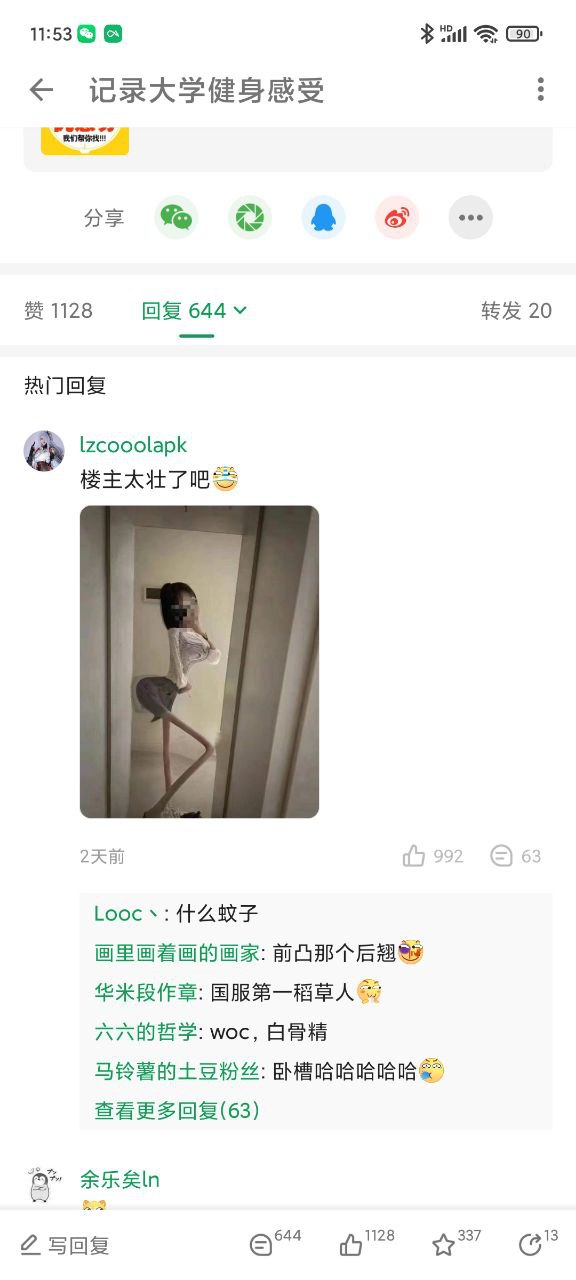 11:53
HD
90
记录大学健身感受
我们帮你找!!!
分享
赞 1128
回复 644
转发 20
热门回复
lzcooolapk
楼主太壮了吧
2天前
992
63
Looc丶: 什么蚊子
画里画着画的画家: 前凸那个后翘
华米段作章: 国服第一稻草人
六六的哲学: woc，白骨精
马铃薯的土豆粉丝: 卧槽哈哈哈哈哈
查看更多回复(63)
余乐矣ln
写回复
644
1128
337
13